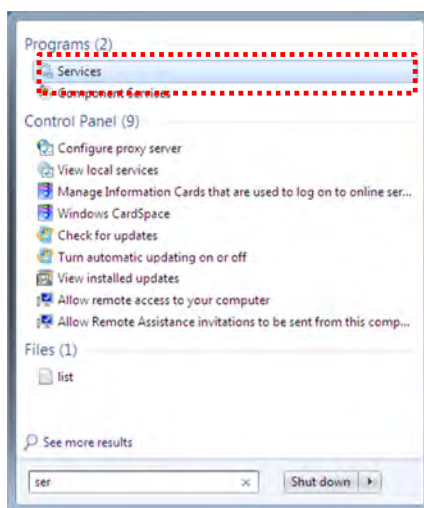 Programs (2)
Services
Component Services
Control Panel (9)
Configure proxy server
View local services
Manage Information Cards that are used to log on to online ser...
Windows CardSpace
Check for updates
Turn automatic updating on or off
View installed updates
Allow remote access to your computer
Allow Remote Assistance invitations to be sent from this comp...
Files (1)
list
See more results
ser
Shut down